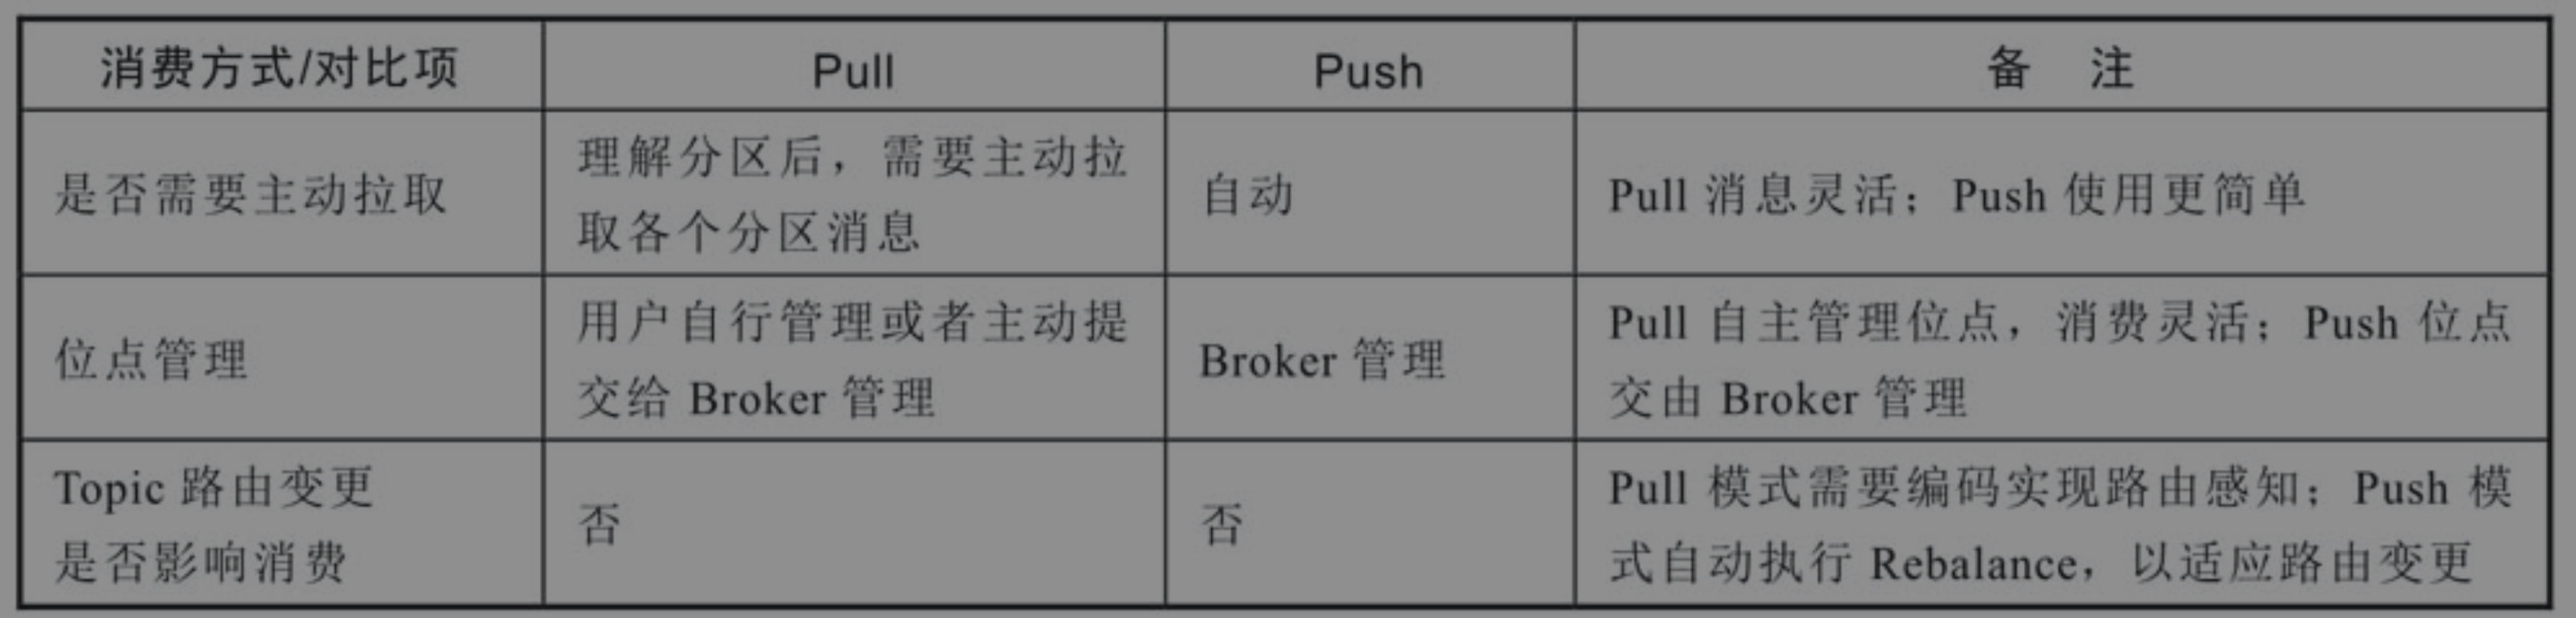 消费方式/对比项
Pull
Push
备 注
是否需要主动拉取
理解分区后，需要主动拉
取各个分区消息
自动
Pull 消息灵活；Push 使用更简单
位点管理
用户自行管理或者主动提
交给 Broker 管理
Broker 管理
Pull 自主管理位点，消费灵活；Push 位点
交由 Broker 管理
Topic 路由变更
是否影响消费
否
否
Pull 模式需要编码实现路由感知；Push 模
式自动执行 Rebalance，以适应路由变更